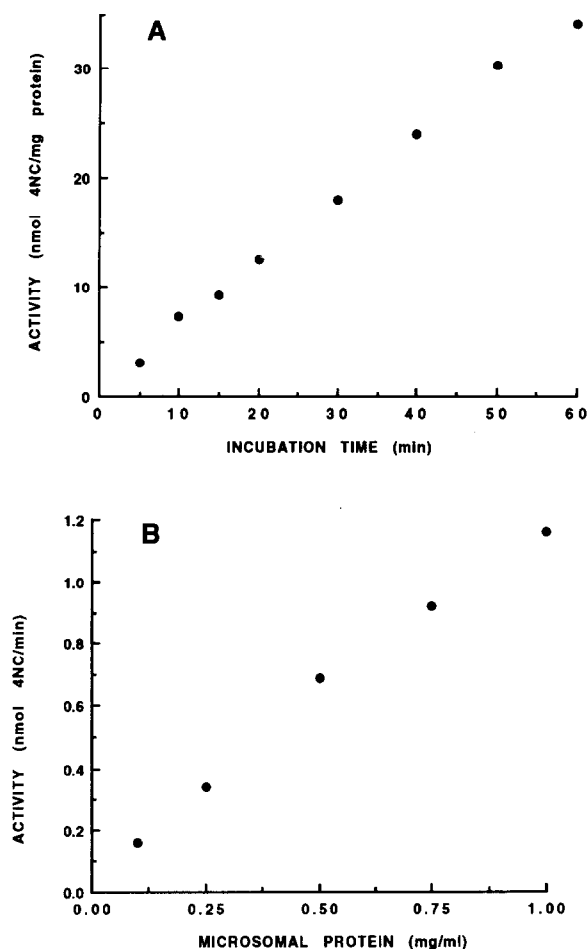 A
30
20
10
0
ACTIVITY (nmol 4NC/mg protein)
0 10 20 30 40 50 60
INCUBATION TIME (min)
B
1.2
1.0
0.8
0.6
0.4
0.2
0.0
ACTIVITY (nmol 4NC/min)
0.00 0.25 0.50 0.75 1.00
MICROSOMAL PROTEIN (mg/ml)